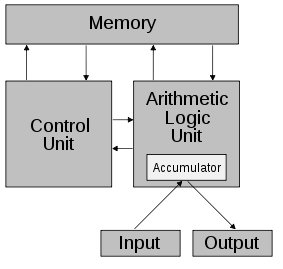 Memory
Control
Unit
Arithmetic
Logic
Unit
Accumulator
Input
Output